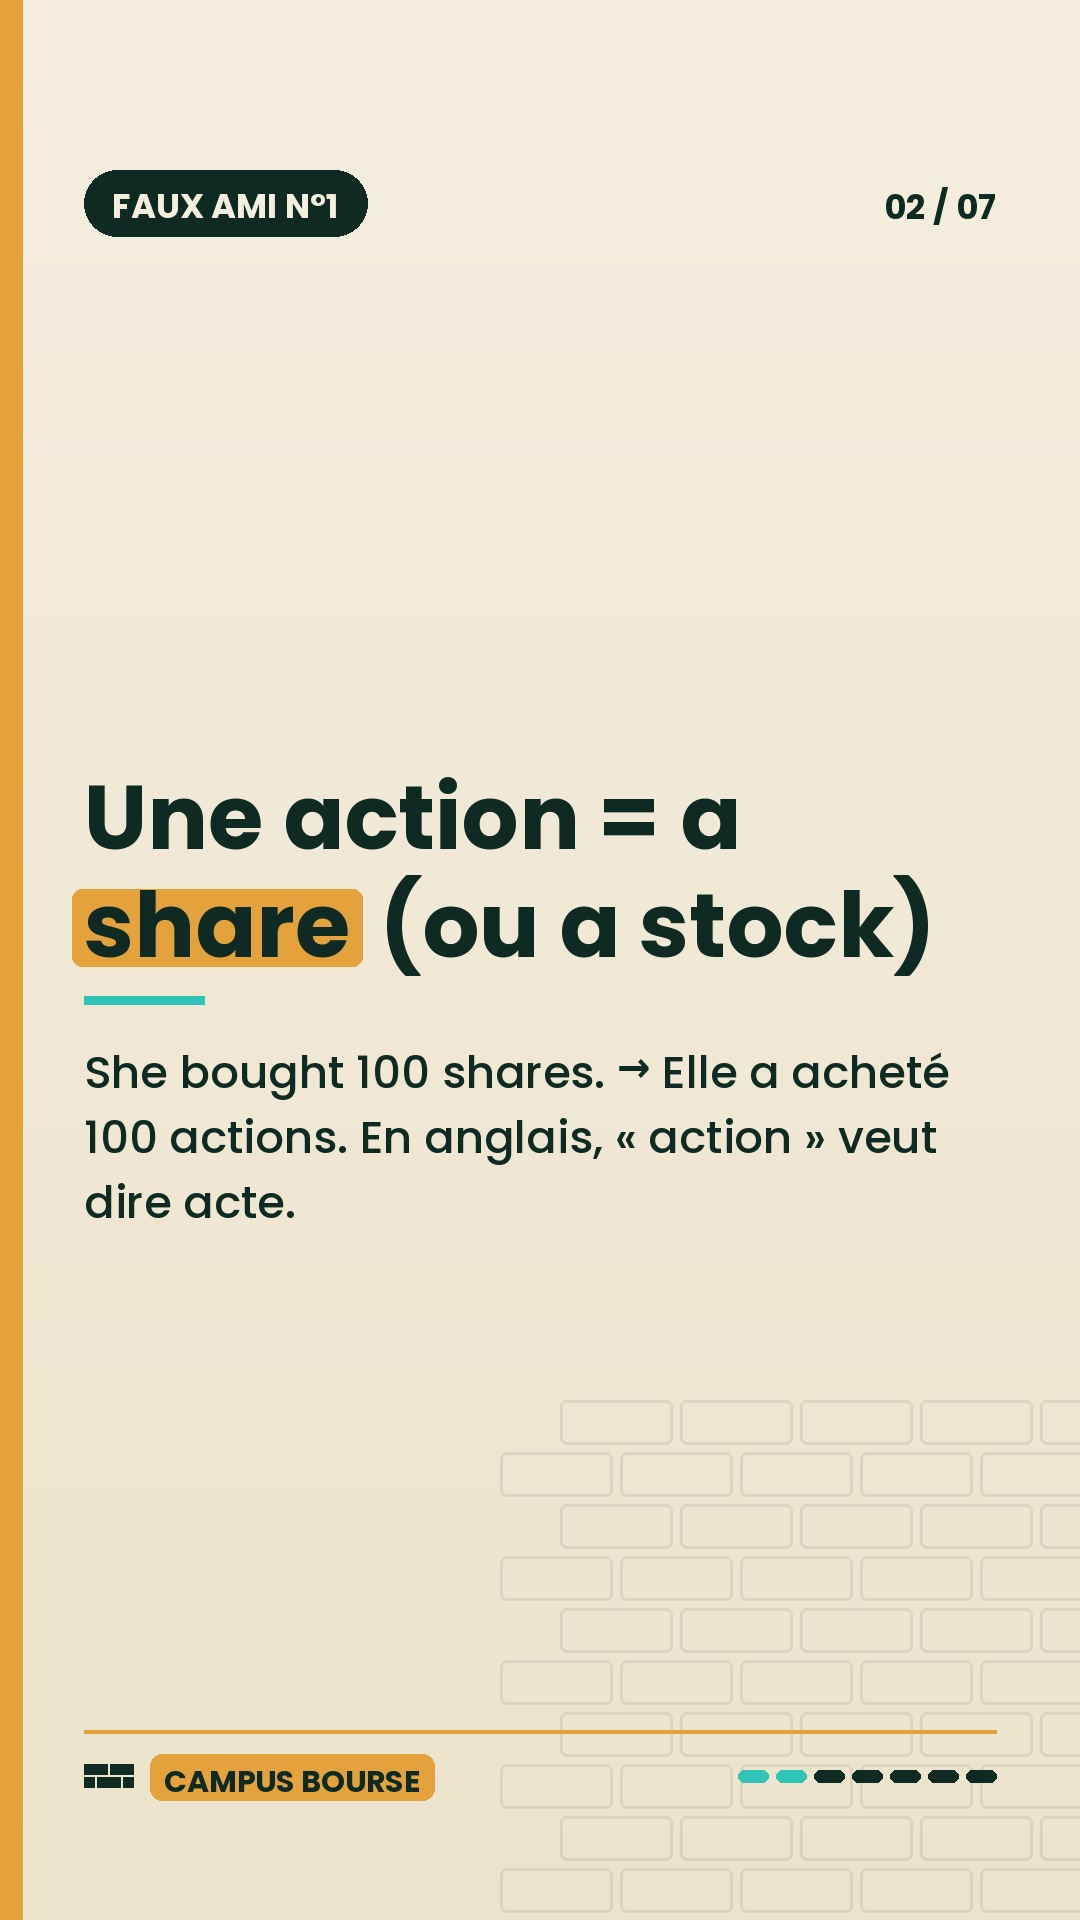 FAUX AMI Nº1
02 / 07
Une action = a
share (ou a stock)
She bought 100 shares. → Elle a acheté
100 actions. En anglais, « action » veut
dire acte.
CAMPUS BOURSE